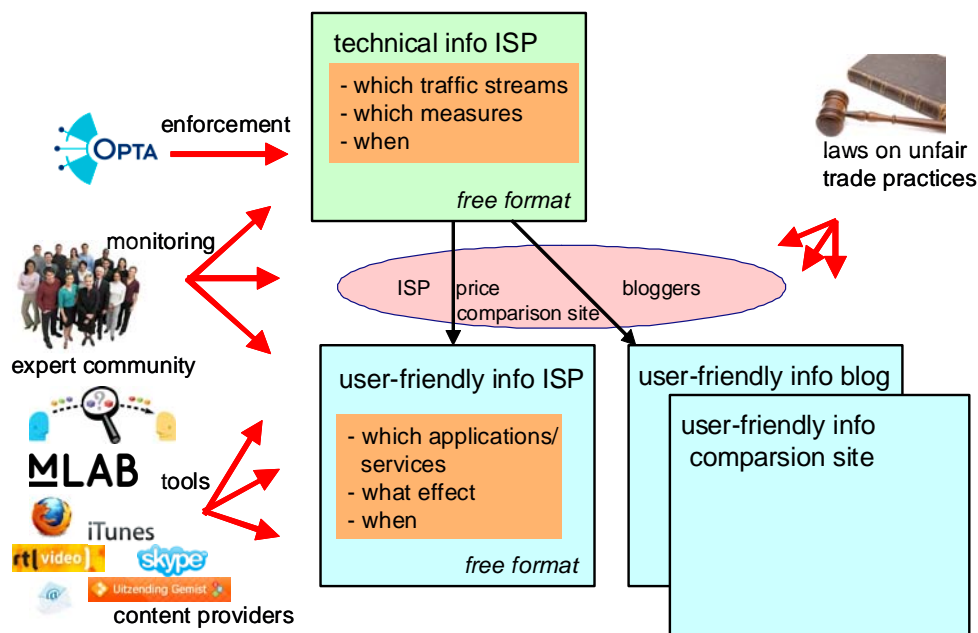 technical info ISP
- which traffic streams
- which measures
- when
free format
OPTA
enforcement
laws on unfair
trade practices
monitoring
expert community
ISP price bloggers
comparison site
user-friendly info ISP
- which applications/
services
- what effect
- when
free format
user-friendly info blog
user-friendly info
comparsion site
?
MLAB
tools
iTunes
rtl video
skype
@
Uitzending Gemist
content providers